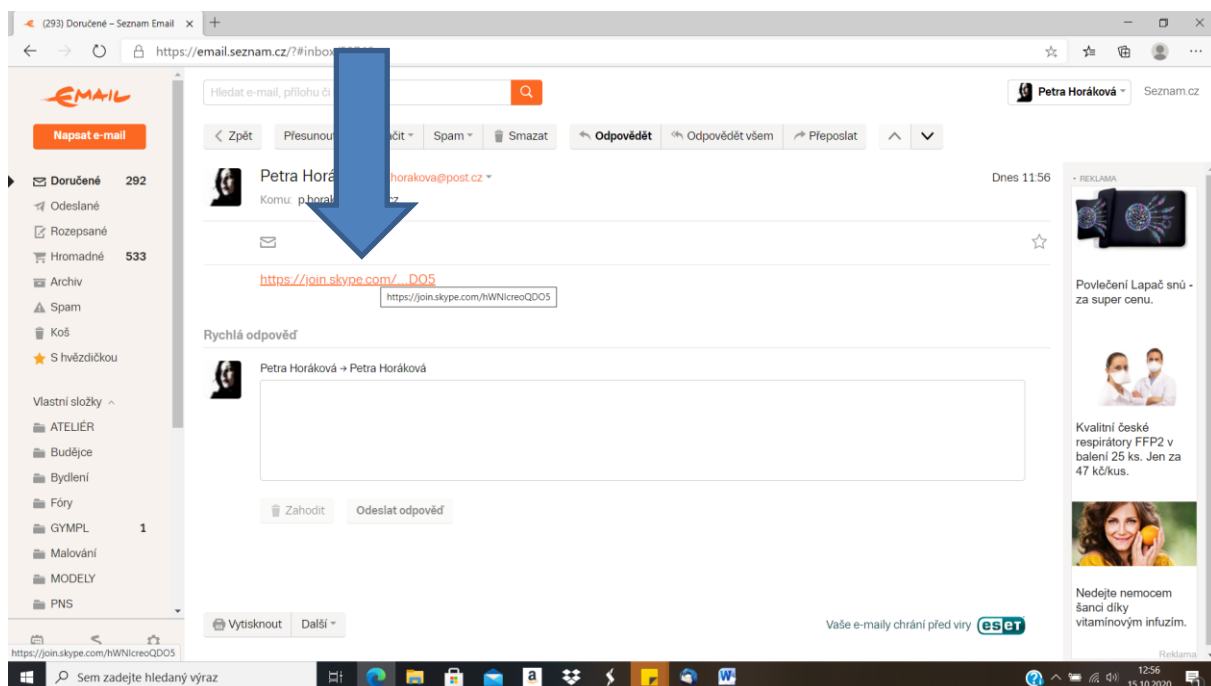 (293) Doručené – Seznam Email
https://email.seznam.cz/?#inbox
EMAIL
Hledat e-mail, přílohu či
Petra Horáková
Seznam.cz
Napsat e-mail
Zpět
Spam
Smazat
Odpovědět
Odpovědět všem
Přeposlat
Doručené 292
Odeslané
Rozepsané
Hromadné 533
Archiv
Spam
Koš
S hvězdičkou
Vlastní složky
ATELIÉR
Budějce
Bydlení
Fóry
GYMPL 1
Malování
MODELY
PNS
Petra
horakova@post.cz
Dnes 11:56
Komu:
https://join.skype.com/...DO5
https://join.skype.com/hWNIcreoQDO5
Rychlá odpověď
Petra Horáková → Petra Horáková
Zahodit
Odeslat odpověď
Vytisknout
Další
Vaše e-maily chrání před viry
eset
REKLAMA
Povlečení Lapač snů -
za super cenu.
Kvalitní české
respirátory FFP2 v
balení 25 ks. Jen za
47 kč/kus.
Nedejte nemocem
šanci díky
vitamínovým infuzím.
Reklama
https://join.skype.com/hWNIcreoQDO5
Sem zadejte hledaný výraz
12:56
15.10.2020